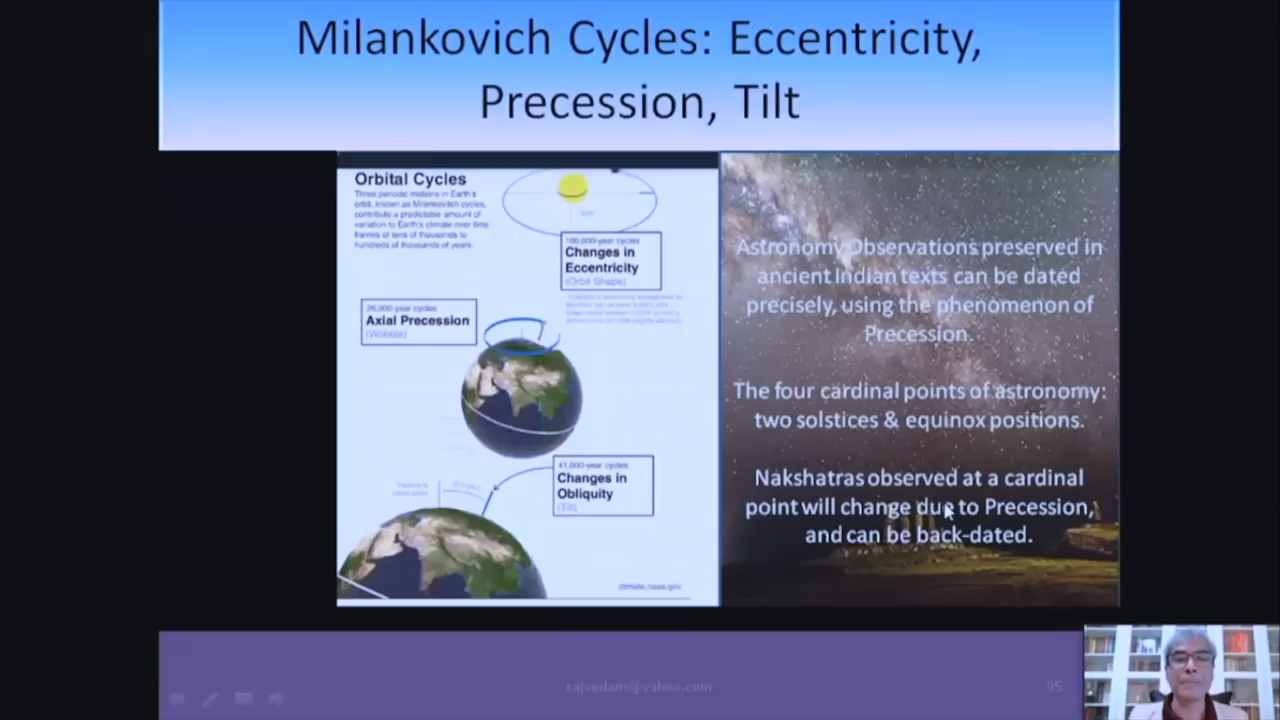 Milankovich Cycles: Eccentricity,
Precession, Tilt
Orbital Cycles
Three periodic motions in Earth's
orbit, known as Milankovitch cycles,
contribute a predictable amount of
variation to Earth's climate over time
frames of tens of thousands to
hundreds of thousands of years.
100,000-year cycles
Changes in
Eccentricity
(Orbit Shape)
26,000-year cycles
Axial Precession
(Wobble)
41,000-year cycles
Changes in
Obliquity
(Tilt)
climate.nasa.gov
Astronomy Observations preserved in
ancient Indian texts can be dated
precisely, using the phenomenon of
Precession.
The four cardinal points of astronomy:
two solstices & equinox positions.
Nakshatras observed at a cardinal
point will change due to Precession,
and can be back-dated.
rajvedam@yahoo.com
95